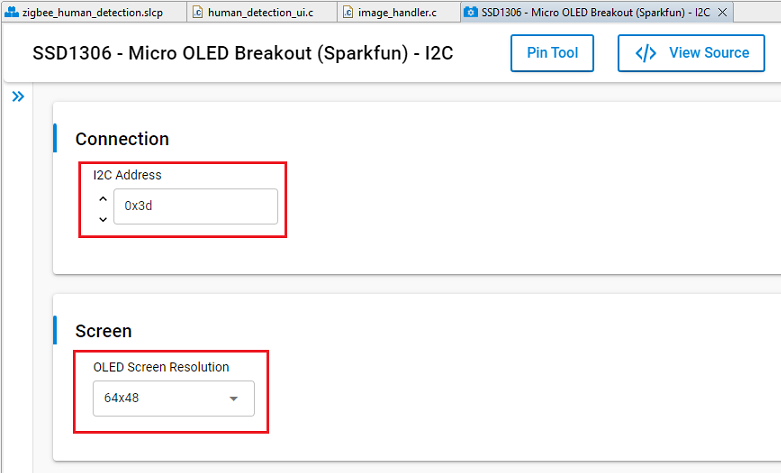 zigbee_human_detection.slcp human_detection_ui.c image_handler.c SSD1306 - Micro OLED Breakout (Sparkfun) - I2C
SSD1306 - Micro OLED Breakout (Sparkfun) - I2C Pin Tool View Source
Connection
I2C Address
0x3d
Screen
OLED Screen Resolution
64x48